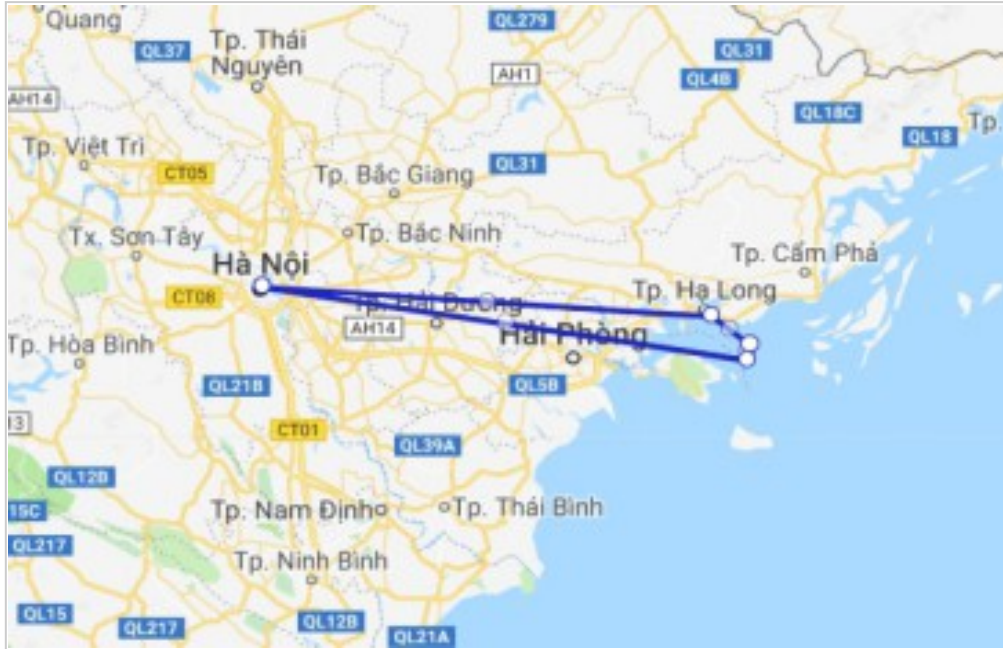 Quang
QL37
Tp. Thái
Nguyên
QL279
AH1
QL31
QL4B
QL18C
QL18
Tp.
AH14
Tp. Việt Trì
CT05
QL31
Tp. Bắc Giang
Tx. Sơn Tây
Tp. Bắc Ninh
Hà Nội
CT08
Tp. Cẩm Phả
Tp. Hạ Long
Tp. Hải Dương
AH14
Hải Phòng
Tp. Hòa Bình
QL21B
QL5B
13
CT01
QL39A
QL12B
15C
Tp. Nam Định
Tp. Thái Bình
QL217
Tp. Ninh Bình
QL15
QL217
QL12B
QL21A